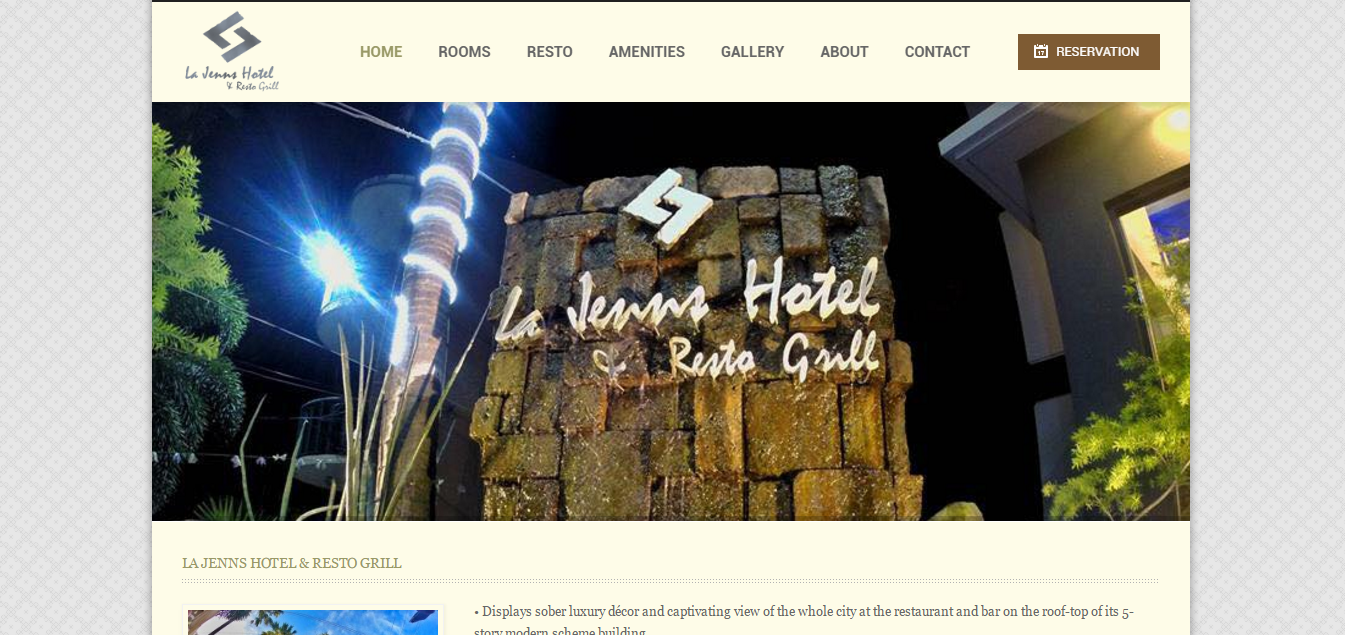 La Jenns Hotel
& Resto Grill
HOME ROOMS RESTO AMENITIES GALLERY ABOUT CONTACT
17 RESERVATION
La Jenns Hotel
& Resto Grill
LA JENNS HOTEL & RESTO GRILL
• Displays sober luxury décor and captivating view of the whole city at the restaurant and bar on the roof-top of its 5-
story modern scheme building